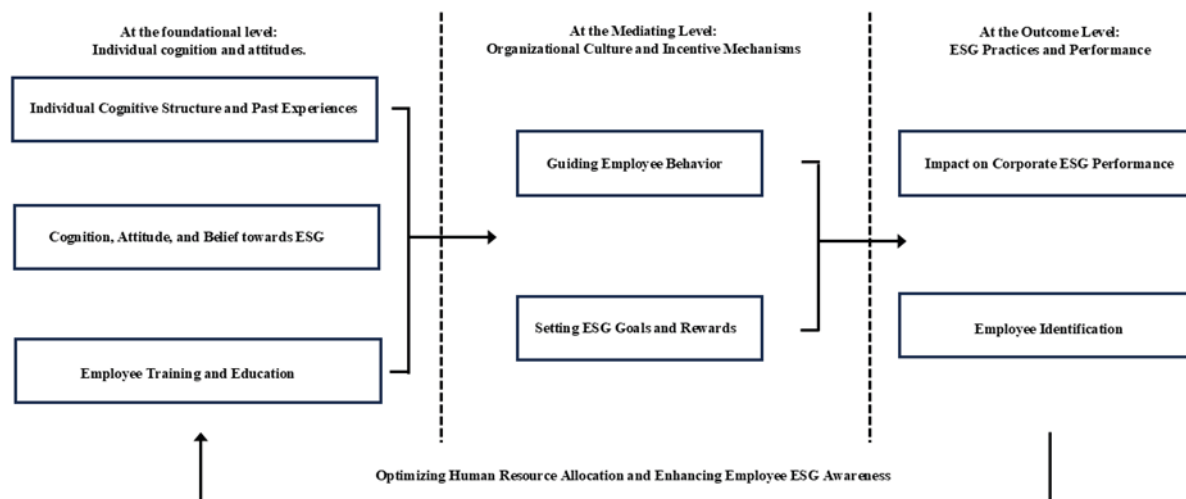 At the foundational level:
Individual cognition and attitudes.
Individual Cognitive Structure and Past Experiences
Cognition, Attitude, and Belief towards ESG
Employee Training and Education
At the Mediating Level:
Organizational Culture and Incentive Mechanisms
Guiding Employee Behavior
Setting ESG Goals and Rewards
At the Outcome Level:
ESG Practices and Performance
Impact on Corporate ESG Performance
Employee Identification
Optimizing Human Resource Allocation and Enhancing Employee ESG Awareness